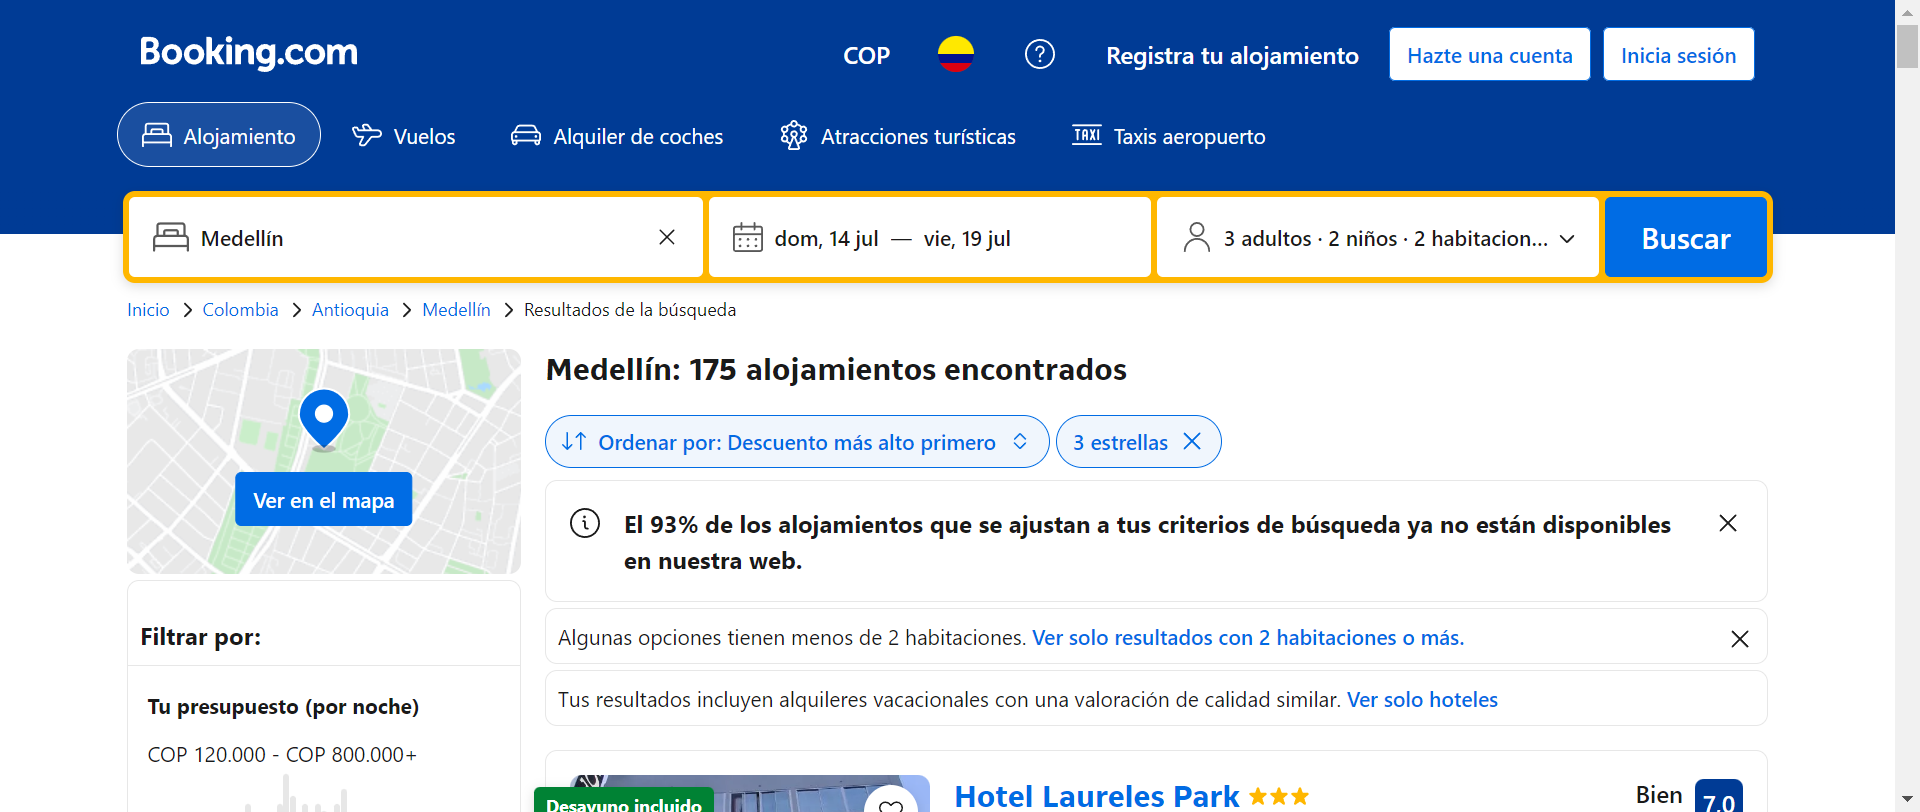 Booking.com
COP
Registra tu alojamiento
Hazte una cuenta
Inicia sesión
Alojamiento
Vuelos
Alquiler de coches
TAXI
Atracciones turísticas
Taxis aeropuerto
Medellín
dom, 14 jul — vie, 19 jul
3 adultos · 2 niños · 2 habitacion...
Buscar
Inicio > Colombia > Antioquia > Medellín > Resultados de la búsqueda
Ver en el mapa
Medellín: 175 alojamientos encontrados
Ordenar por: Descuento más alto primero
3 estrellas
El 93% de los alojamientos que se ajustan a tus criterios de búsqueda ya no están disponibles
en nuestra web.
Algunas opciones tienen menos de 2 habitaciones. Ver solo resultados con 2 habitaciones o más.
Tus resultados incluyen alquileres vacacionales con una valoración de calidad similar. Ver solo hoteles
Filtrar por:
Tu presupuesto (por noche)
COP 120.000 - COP 800.000+
Desayuno incluido
Hotel Laureles Park
Bien
7,0